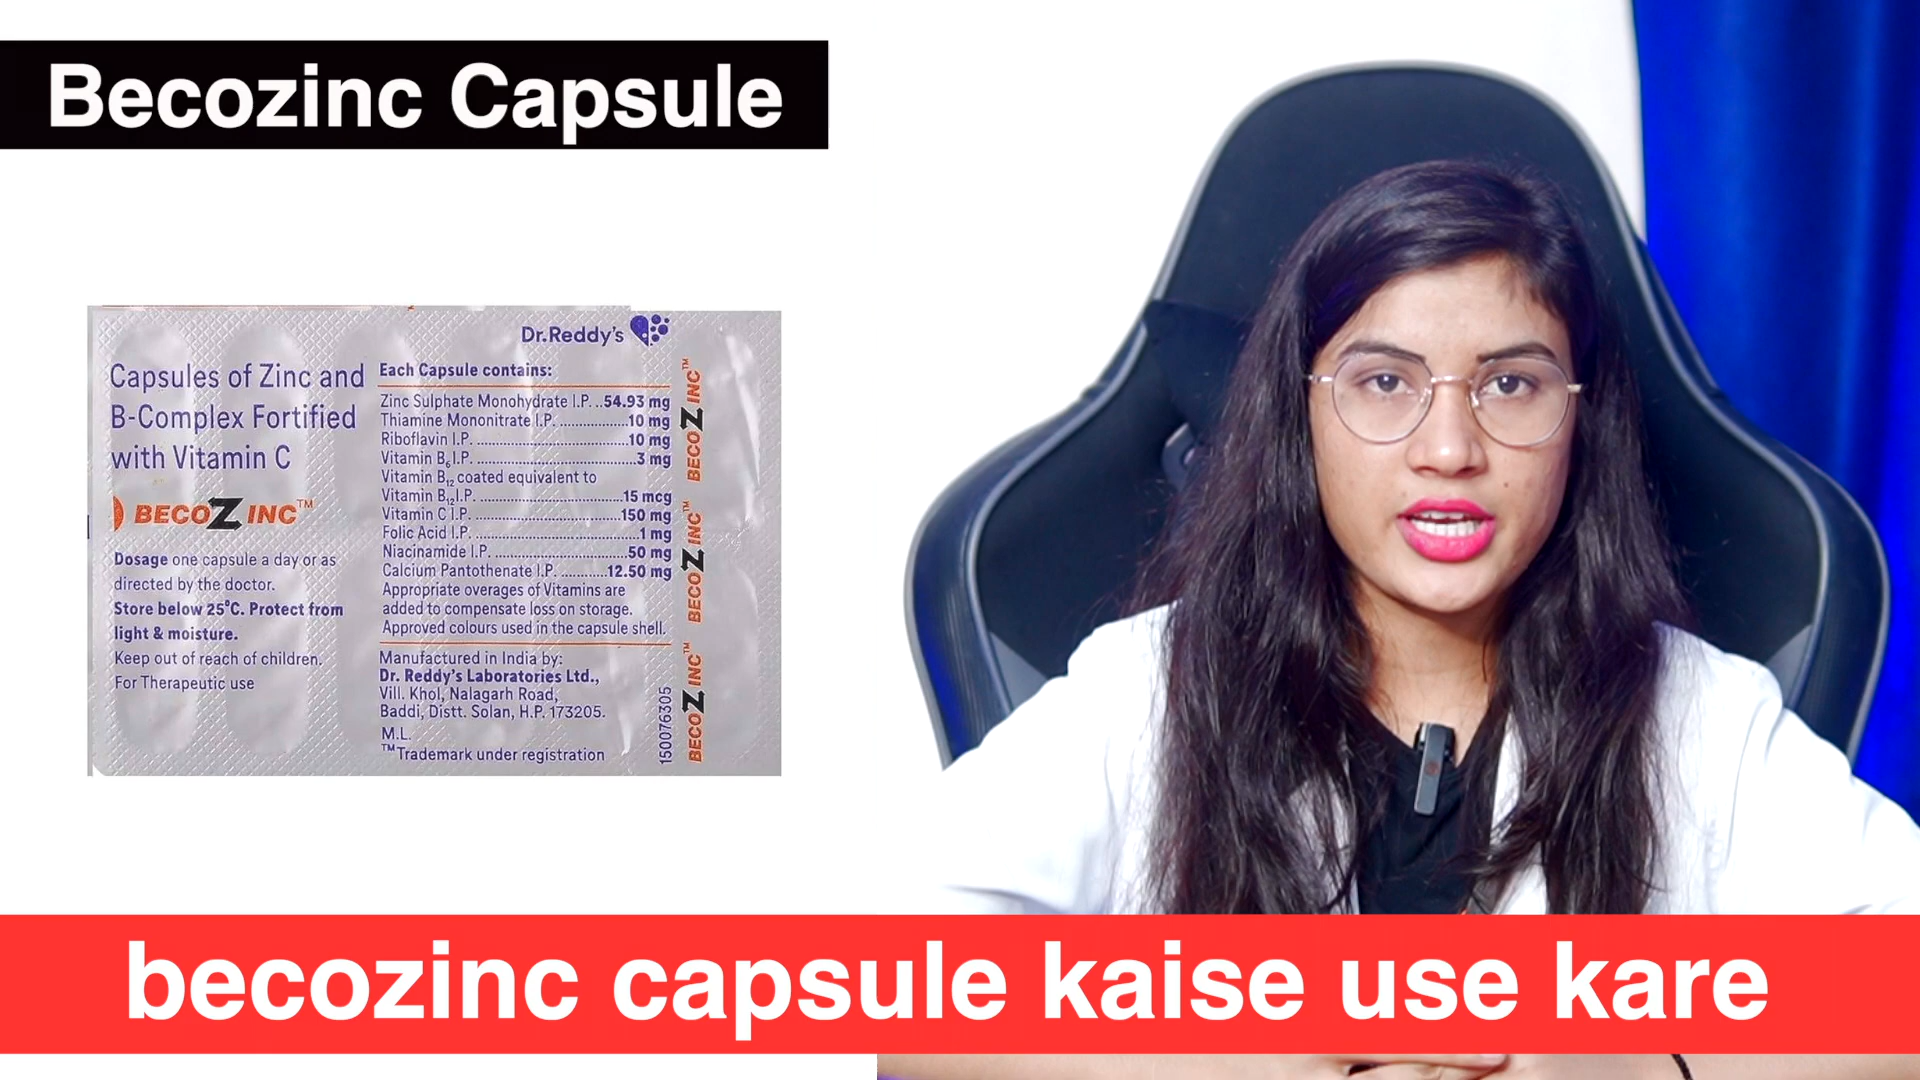 Becozinc Capsule
Dr.Reddy's
Capsules of Zinc and
B-Complex Fortified
with Vitamin C
BECOZINC™
Dosage one capsule a day or as
directed by the doctor.
Store below 25°C. Protect from
light & moisture.
Keep out of reach of children.
For Therapeutic use
Each Capsule contains:
Zinc Sulphate Monohydrate I.P. ..54.93 mg
Thiamine Mononitrate I.P. ...............10 mg
Riboflavin I.P. ..................................10 mg
Vitamin B₆ I.P. ...................................3 mg
Vitamin B₁₂ coated equivalent to
Vitamin B₁₂ I.P. ..............................15 mcg
Vitamin C I.P. ................................150 mg
Folic Acid I.P. .....................................1 mg
Niacinamide I.P. .............................50 mg
Calcium Pantothenate I.P. ............12.50 mg
Appropriate overages of Vitamins are
added to compensate loss on storage.
Approved colours used in the capsule shell.
Manufactured in India by:
Dr. Reddy's Laboratories Ltd.,
Vill. Khol, Nalagarh Road,
Baddi, Distt. Solan, H.P. 173205.
M.L.
™Trademark under registration
150076305
BECOZINC™
BECOZINC™
BECOZINC™
becozinc capsule kaise use kare